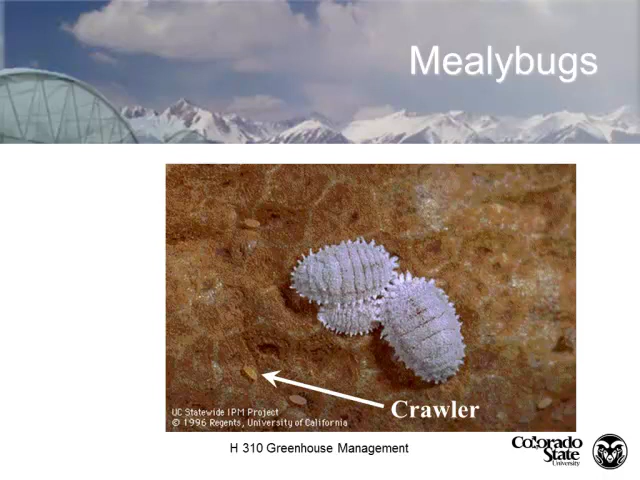 Mealybugs
Crawler
UC Statewide IPM Project
© 1996 Regents, University of California
H 310 Greenhouse Management
Colorado
State
University